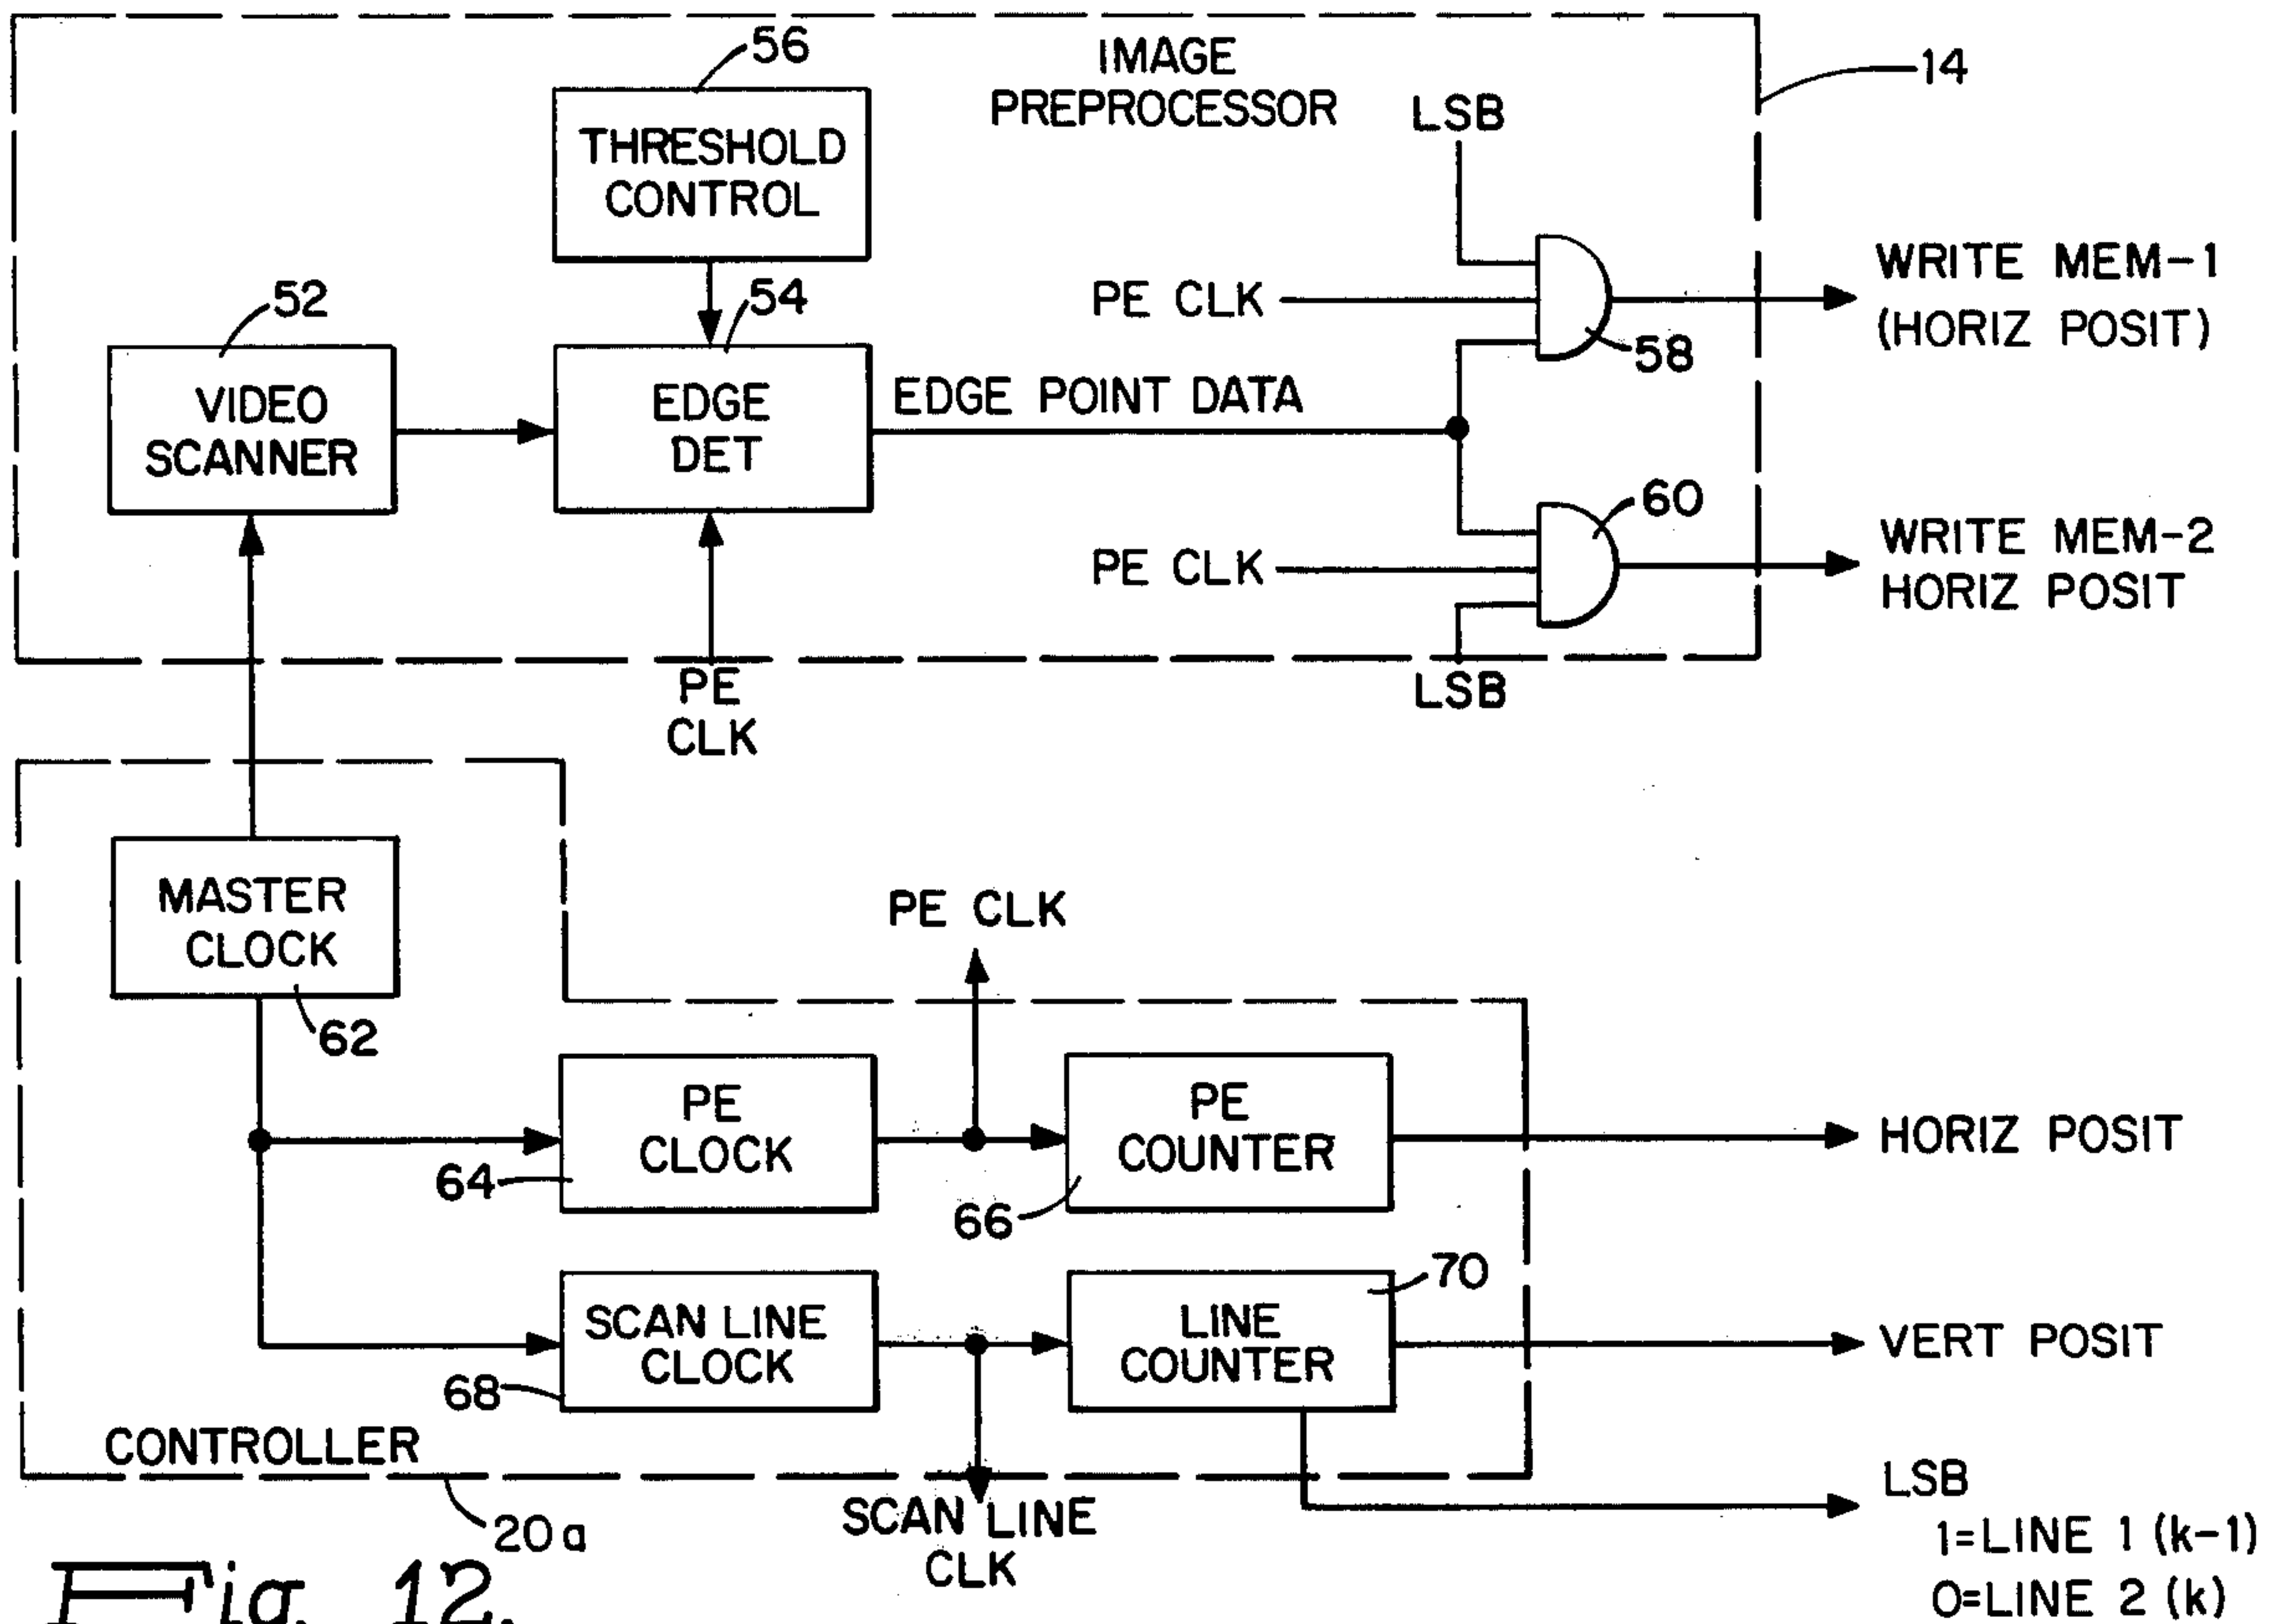 56
IMAGE
PREPROCESSOR
14
LSB
THRESHOLD
CONTROL
WRITE MEM-1
(HORIZ POSIT)
PE CLK
58
52
54
VIDEO
SCANNER
EDGE
DET
EDGE POINT DATA
60
WRITE MEM-2
HORIZ POSIT
PE CLK
PE
CLK
LSB
MASTER
CLOCK
62
PE CLK
PE
CLOCK
64
PE
COUNTER
66
HORIZ POSIT
SCAN LINE
CLOCK
68
LINE
COUNTER
70
VERT POSIT
CONTROLLER
20a
SCAN LINE
CLK
LSB
1=LINE 1 (k-1)
0=LINE 2 (k)
Fig. 12.